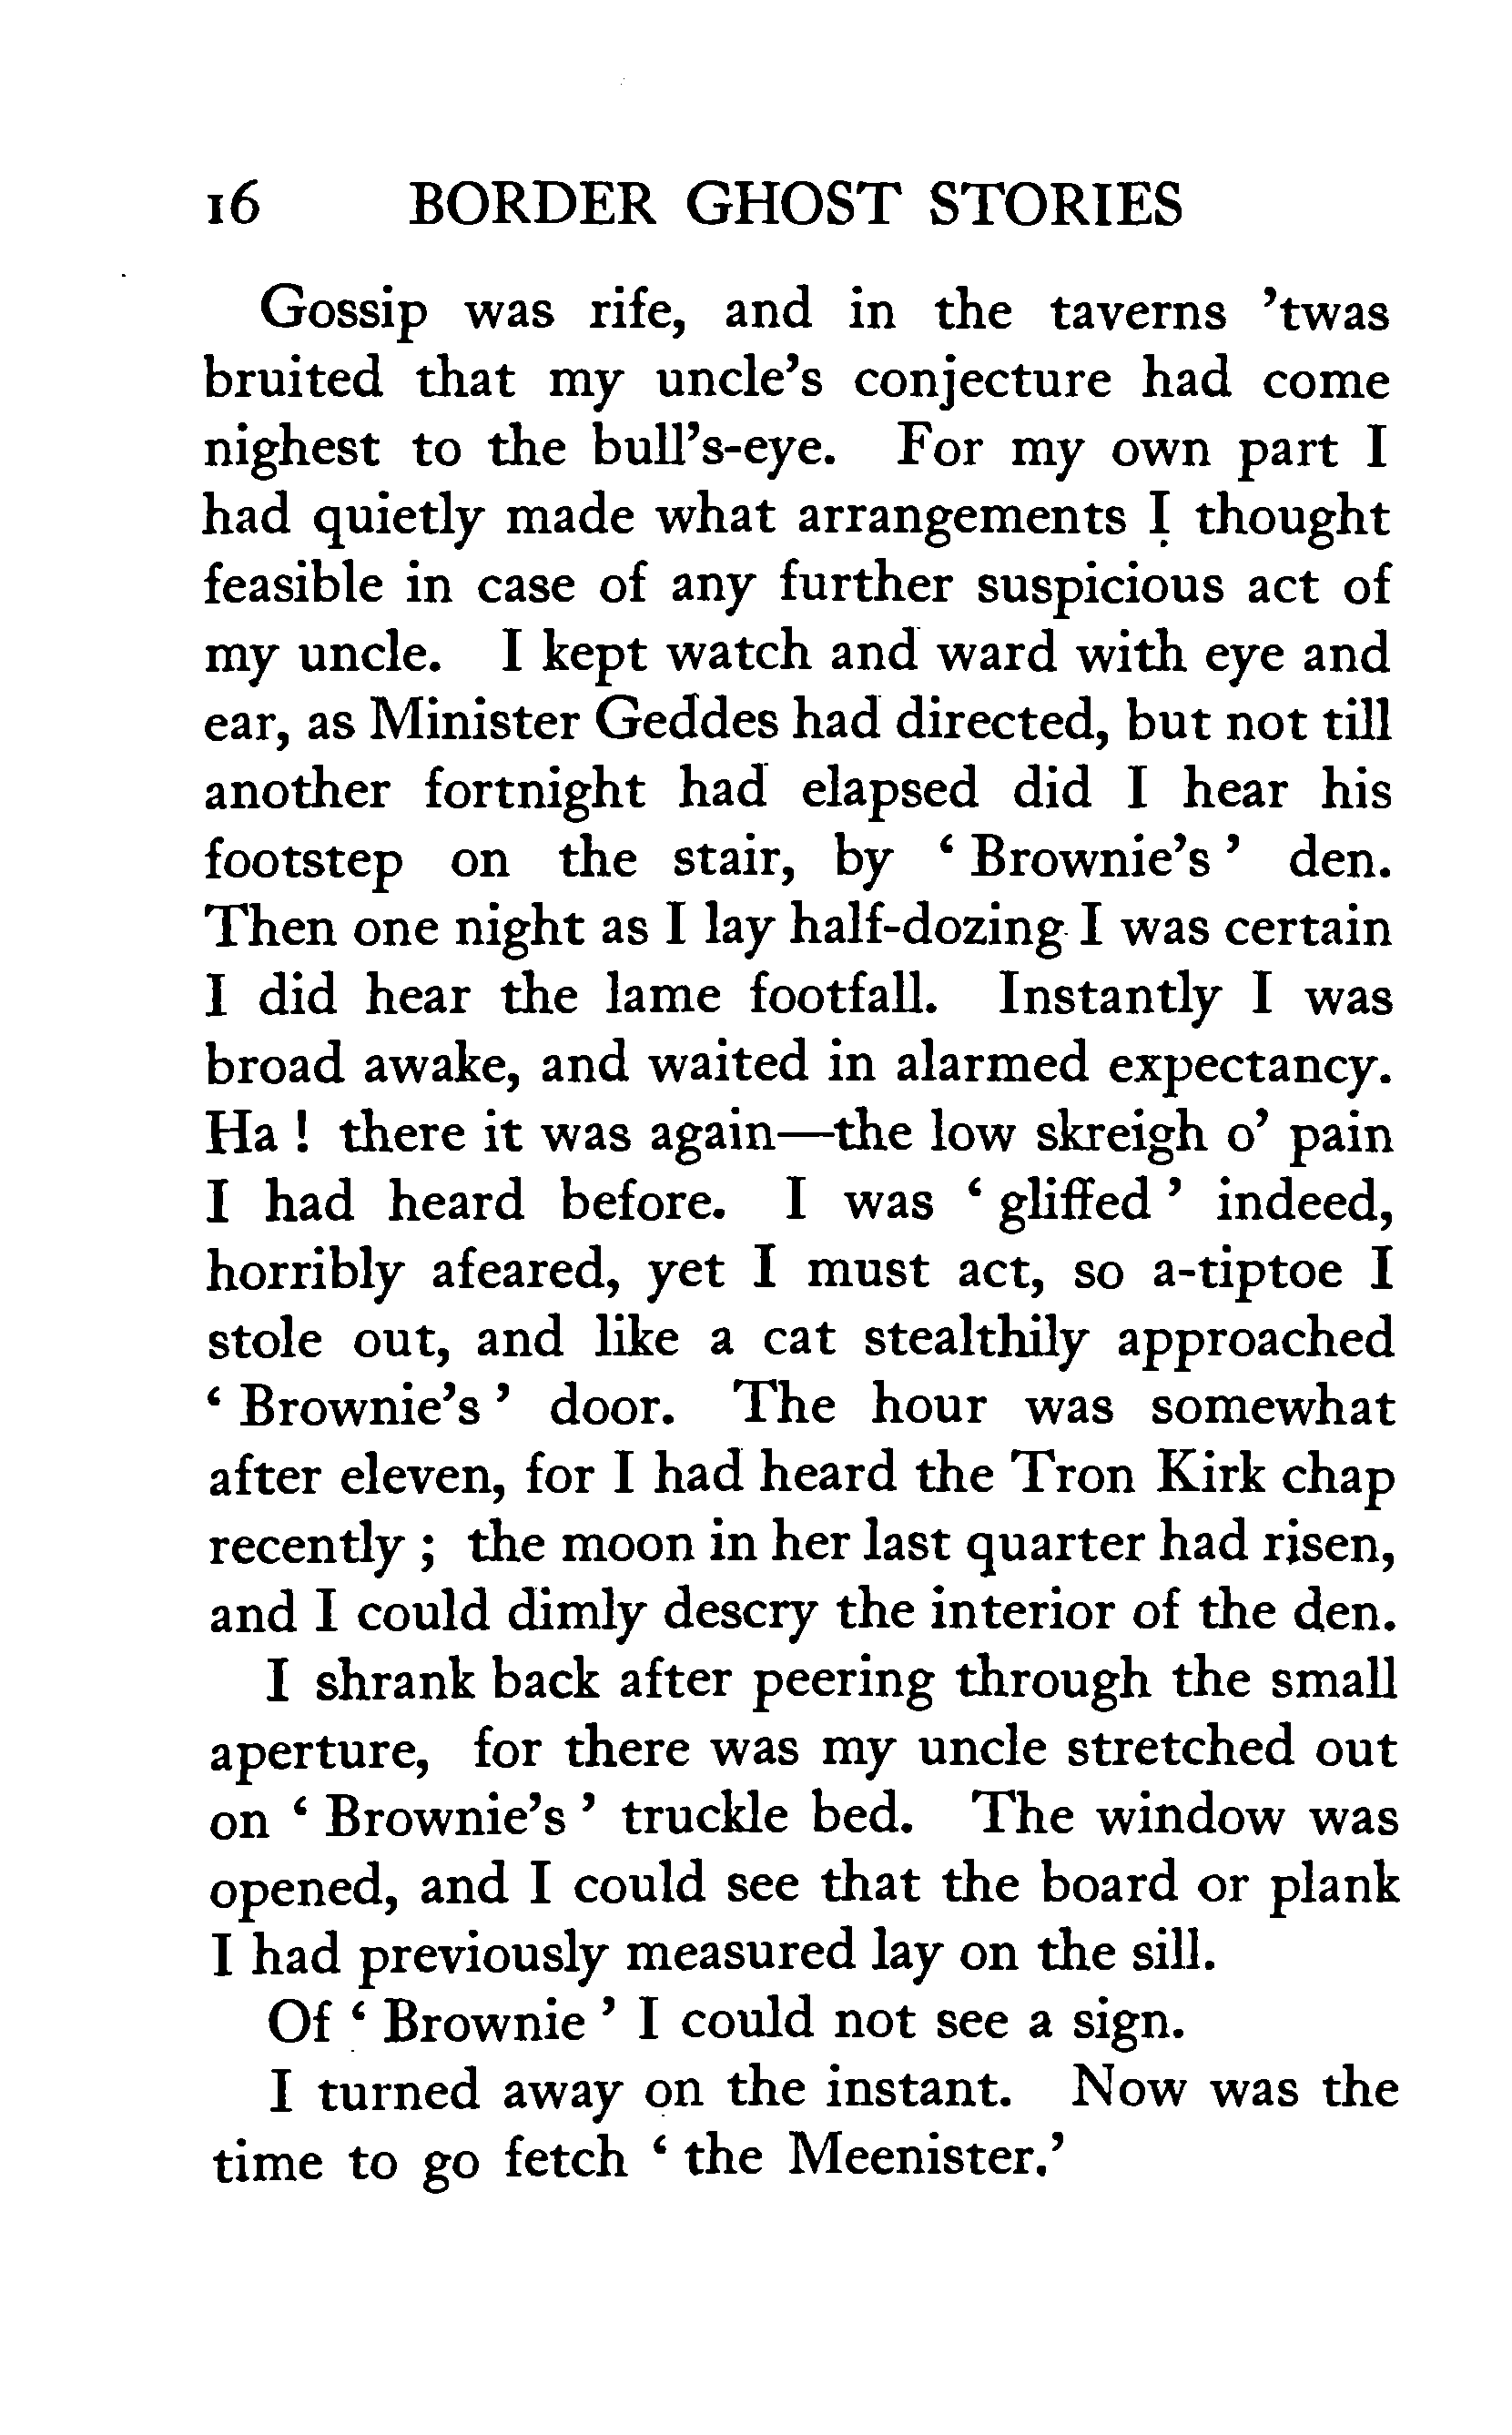 16 BORDER GHOST STORIES
Gossip was rife, and in the taverns ’twas
bruited that my uncle’s conjecture had come
nighest to the bull’s-eye. For my own part I
had quietly made what arrangements I thought
feasible in case of any further suspicious act of
my uncle. I kept watch and ward with eye and
ear, as Minister Geddes had directed, but not till
another fortnight had elapsed did I hear his
footstep on the stair, by ‘ Brownie’s ’ den.
Then one night as I lay half-dozing I was certain
I did hear the lame footfall. Instantly I was
broad awake, and waited in alarmed expectancy.
Ha ! there it was again—the low skreigh o’ pain
I had heard before. I was ‘ gliffed ’ indeed,
horribly afeared, yet I must act, so a-tiptoe I
stole out, and like a cat stealthily approached
‘ Brownie’s ’ door. The hour was somewhat
after eleven, for I had heard the Tron Kirk chap
recently ; the moon in her last quarter had risen,
and I could dimly descry the interior of the den.
I shrank back after peering through the small
aperture, for there was my uncle stretched out
on ‘ Brownie’s ’ truckle bed. The window was
opened, and I could see that the board or plank
I had previously measured lay on the sill.
Of ‘ Brownie ’ I could not see a sign.
I turned away on the instant. Now was the
time to go fetch ‘ the Meenister.’